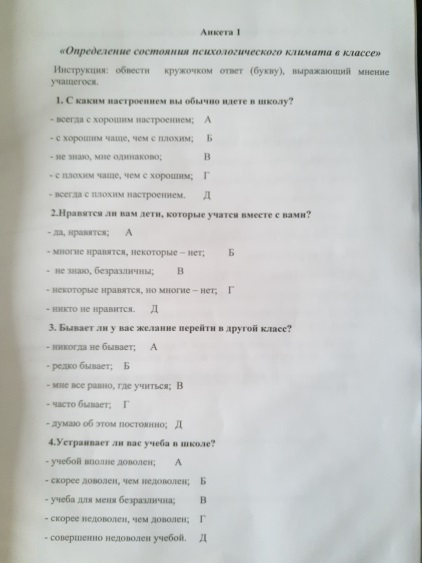 Анкета 1
«Определение состояния психологического климата в классе»
Инструкция: обвести кружочком ответ (букву), выражающий мнение
учащегося.
1. С каким настроением вы обычно идете в школу?
- всегда с хорошим настроением; А
- с хорошим чаще, чем с плохим; Б
- не знаю, мне одинаково; В
- с плохим чаще, чем с хорошим; Г
- всегда с плохим настроением. Д
2.Нравятся ли вам дети, которые учатся вместе с вами?
- да, нравятся; А
- многие нравятся, некоторые – нет; Б
- не знаю, безразличны; В
- некоторые нравятся, но многие – нет; Г
- никто не нравится. Д
3. Бывает ли у вас желание перейти в другой класс?
- никогда не бывает; А
- редко бывает; Б
- мне все равно, где учиться; В
- часто бывает; Г
- думаю об этом постоянно; Д
4.Устраивает ли вас учеба в школе?
- учебой вполне доволен; А
- скорее доволен, чем недоволен; Б
- учеба для меня безразлична; В
- скорее недоволен, чем доволен; Г
- совершенно недоволен учебой. Д